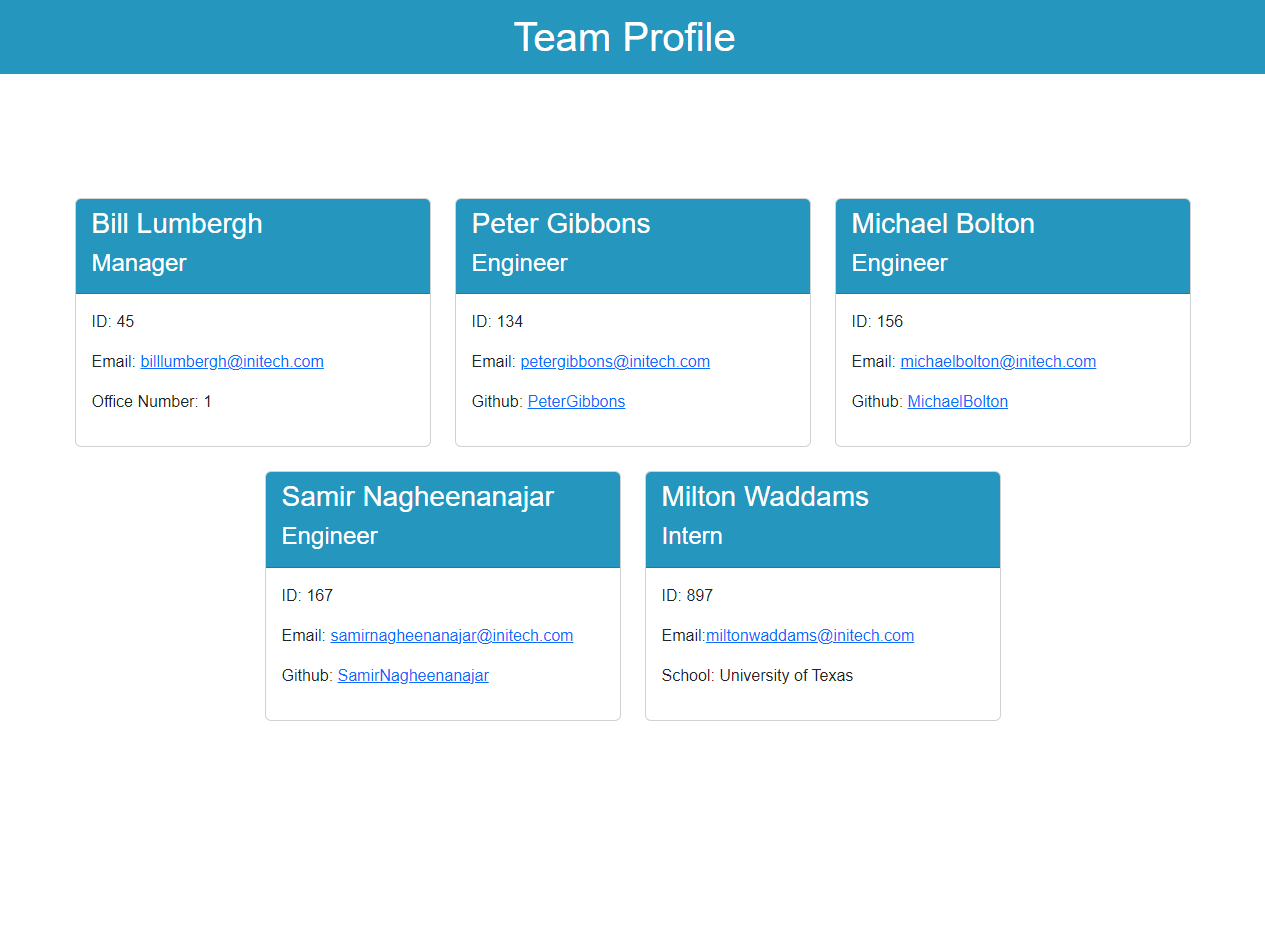 Team Profile
Bill Lumbergh
Manager
ID: 45
Email: billlumbergh@initech.com
Office Number: 1
Peter Gibbons
Engineer
ID: 134
Email: petergibbons@initech.com
Github: PeterGibbons
Michael Bolton
Engineer
ID: 156
Email: michaelbolton@initech.com
Github: MichaelBolton
Samir Nagheenanajar
Engineer
ID: 167
Email: samirnagheenanajar@initech.com
Github: SamirNagheenanajar
Milton Waddams
Intern
ID: 897
Email:miltonwaddams@initech.com
School: University of Texas